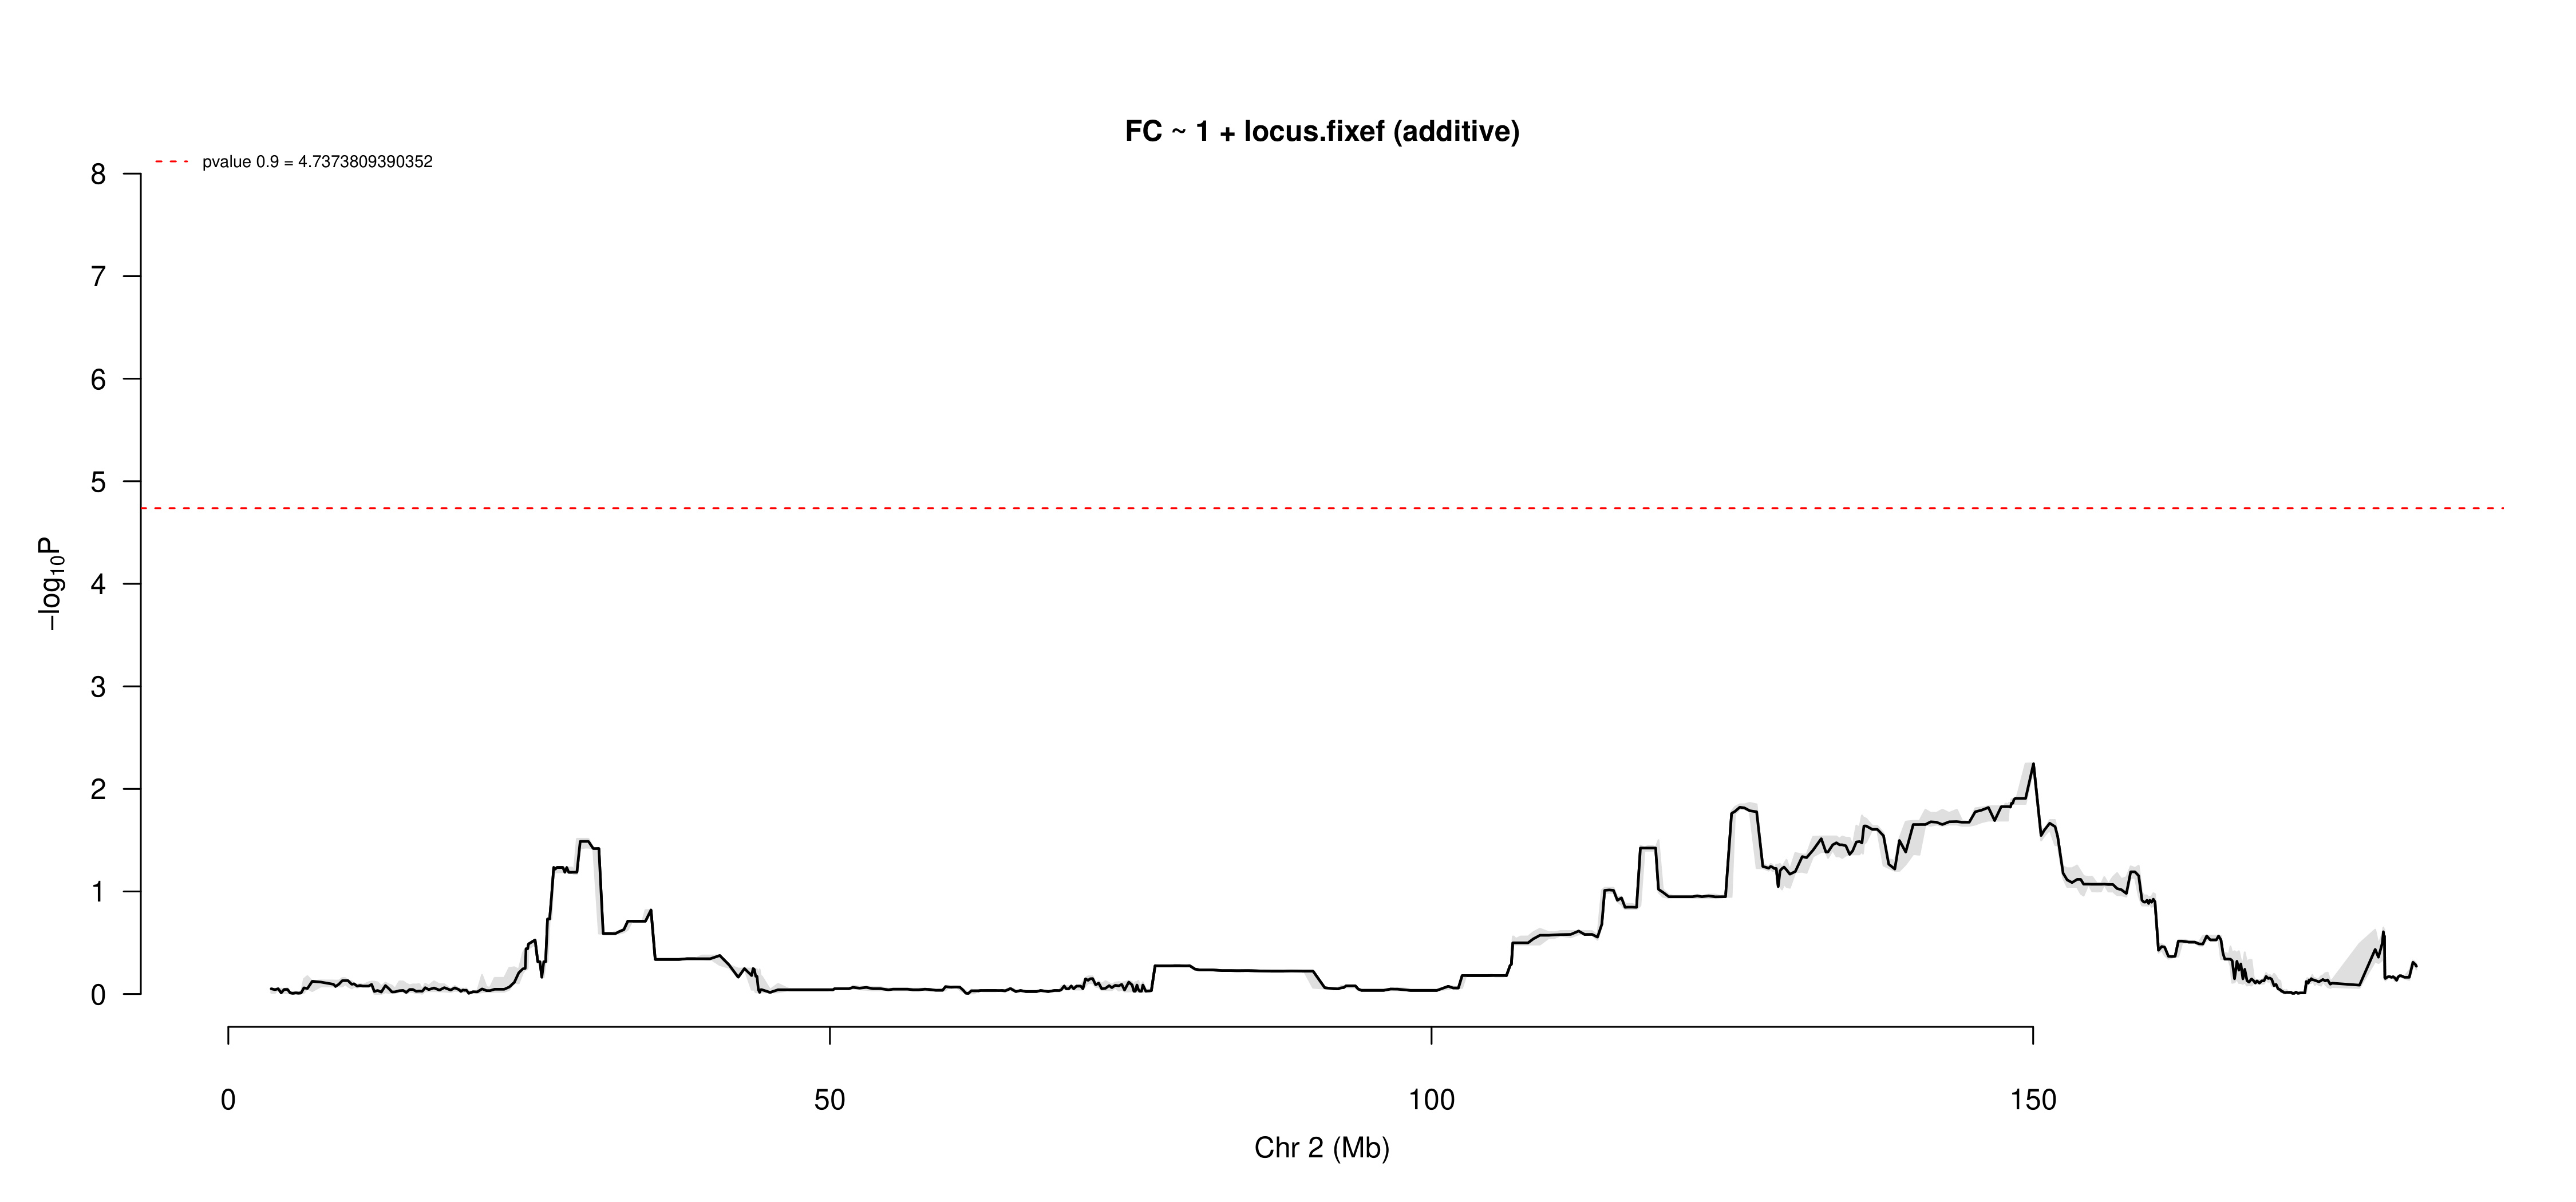 FC ~ 1 + locus.fixef (additive)
pvalue 0.9 = 4.7373809390352
8
7
6
5
4
3
2
1
0
−log10P
0 50 100 150
Chr 2 (Mb)